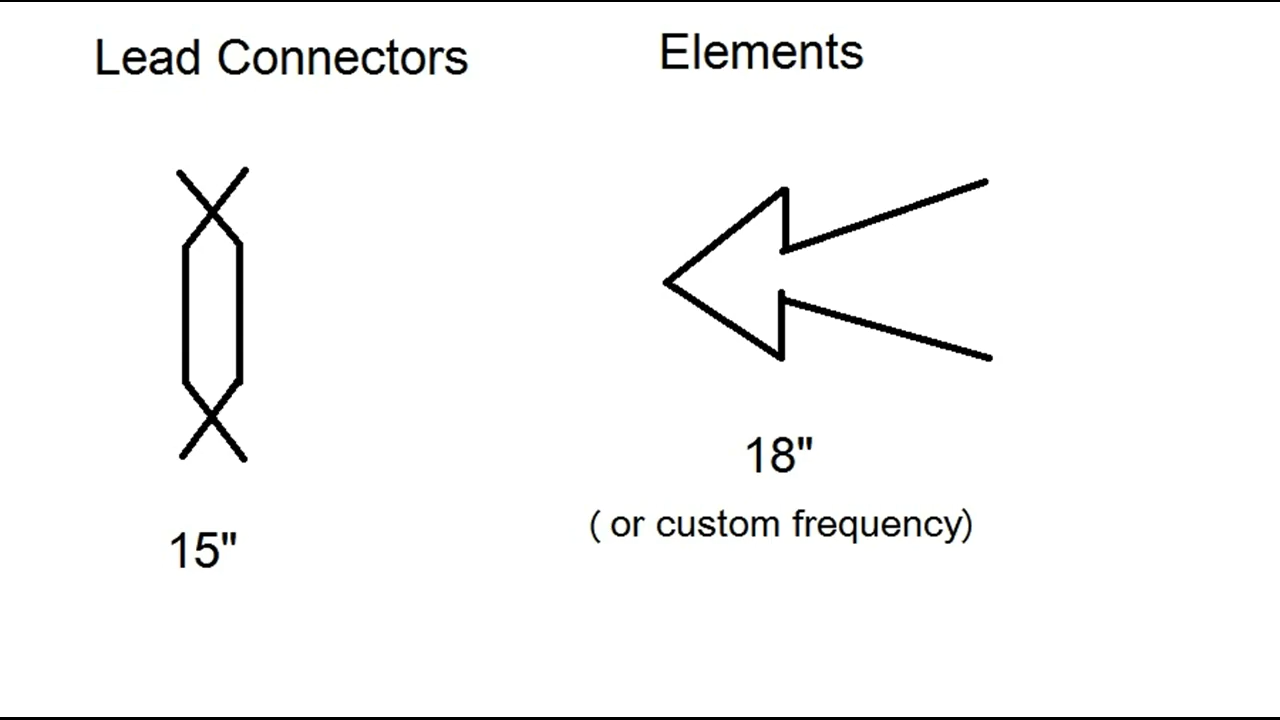 Lead Connectors
Elements
15"
18"
( or custom frequency)